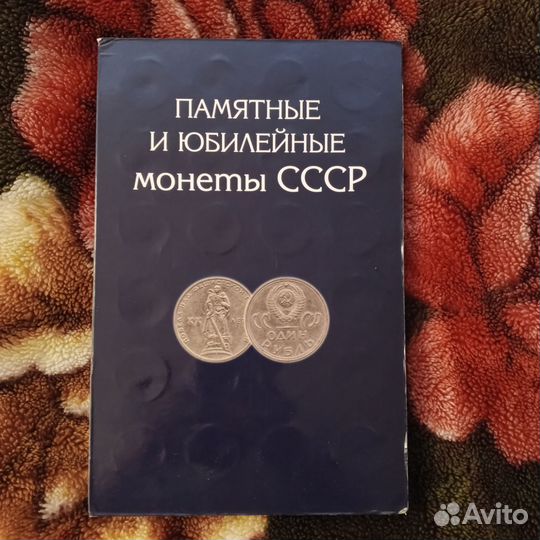 ПАМЯТНЫЕ
И ЮБИЛЕЙНЫЕ
монеты СССР
ОДИН
РУБЛЬ
Avito